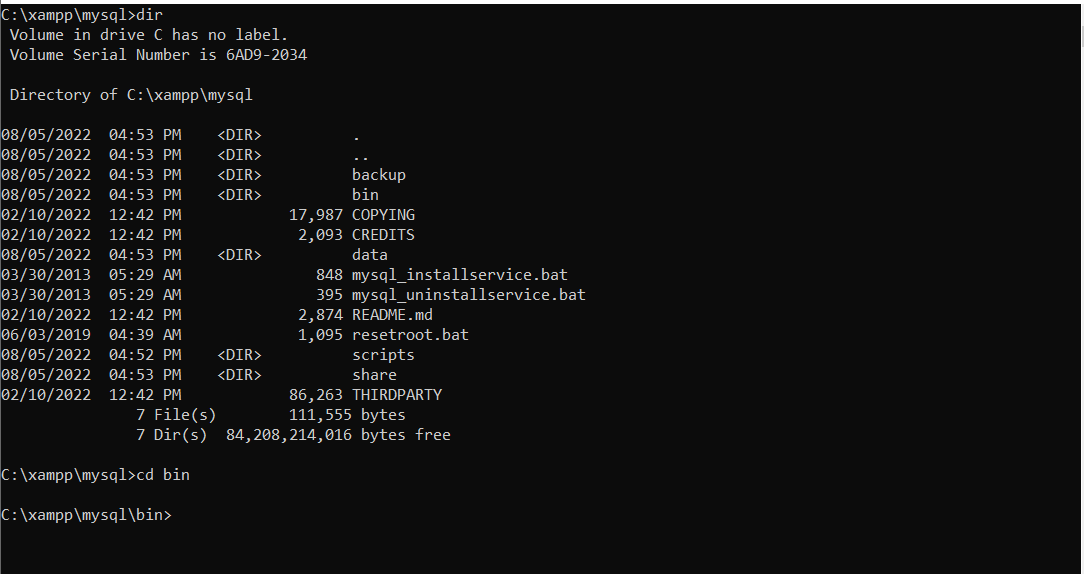 C:\xampp\mysql>dir
 Volume in drive C has no label.
 Volume Serial Number is 6AD9-2034

 Directory of C:\xampp\mysql

08/05/2022  04:53 PM    <DIR>          .
08/05/2022  04:53 PM    <DIR>          ..
08/05/2022  04:53 PM    <DIR>          backup
08/05/2022  04:53 PM    <DIR>          bin
02/10/2022  12:42 PM            17,987 COPYING
02/10/2022  12:42 PM             2,093 CREDITS
08/05/2022  04:53 PM    <DIR>          data
03/30/2013  05:29 AM               848 mysql_installservice.bat
03/30/2013  05:29 AM               395 mysql_uninstallservice.bat
02/10/2022  12:42 PM             2,874 README.md
06/03/2019  04:39 AM             1,095 resetroot.bat
08/05/2022  04:52 PM    <DIR>          scripts
08/05/2022  04:53 PM    <DIR>          share
02/10/2022  12:42 PM            86,263 THIRDPARTY
               7 File(s)        111,555 bytes
               7 Dir(s)  84,208,214,016 bytes free

C:\xampp\mysql>cd bin

C:\xampp\mysql\bin>